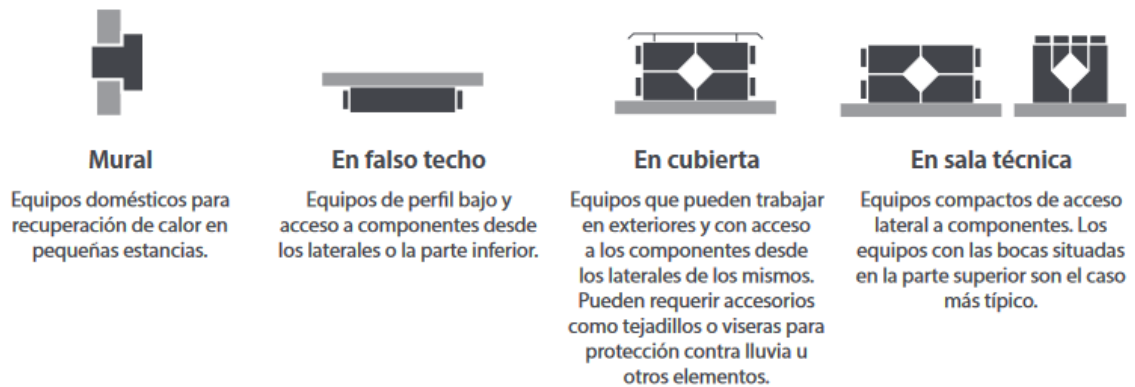 Mural
Equipos domésticos para
recuperación de calor en
pequeñas estancias.
En falso techo
Equipos de perfil bajo y
acceso a componentes desde
los laterales o la parte inferior.
En cubierta
Equipos que pueden trabajar
en exteriores y con acceso
a los componentes desde
los laterales de los mismos.
Pueden requerir accesorios
como tejadillos o viseras para
protección contra lluvia u
otros elementos.
En sala técnica
Equipos compactos de acceso
lateral a componentes. Los
equipos con las bocas situadas
en la parte superior son el caso
más típico.